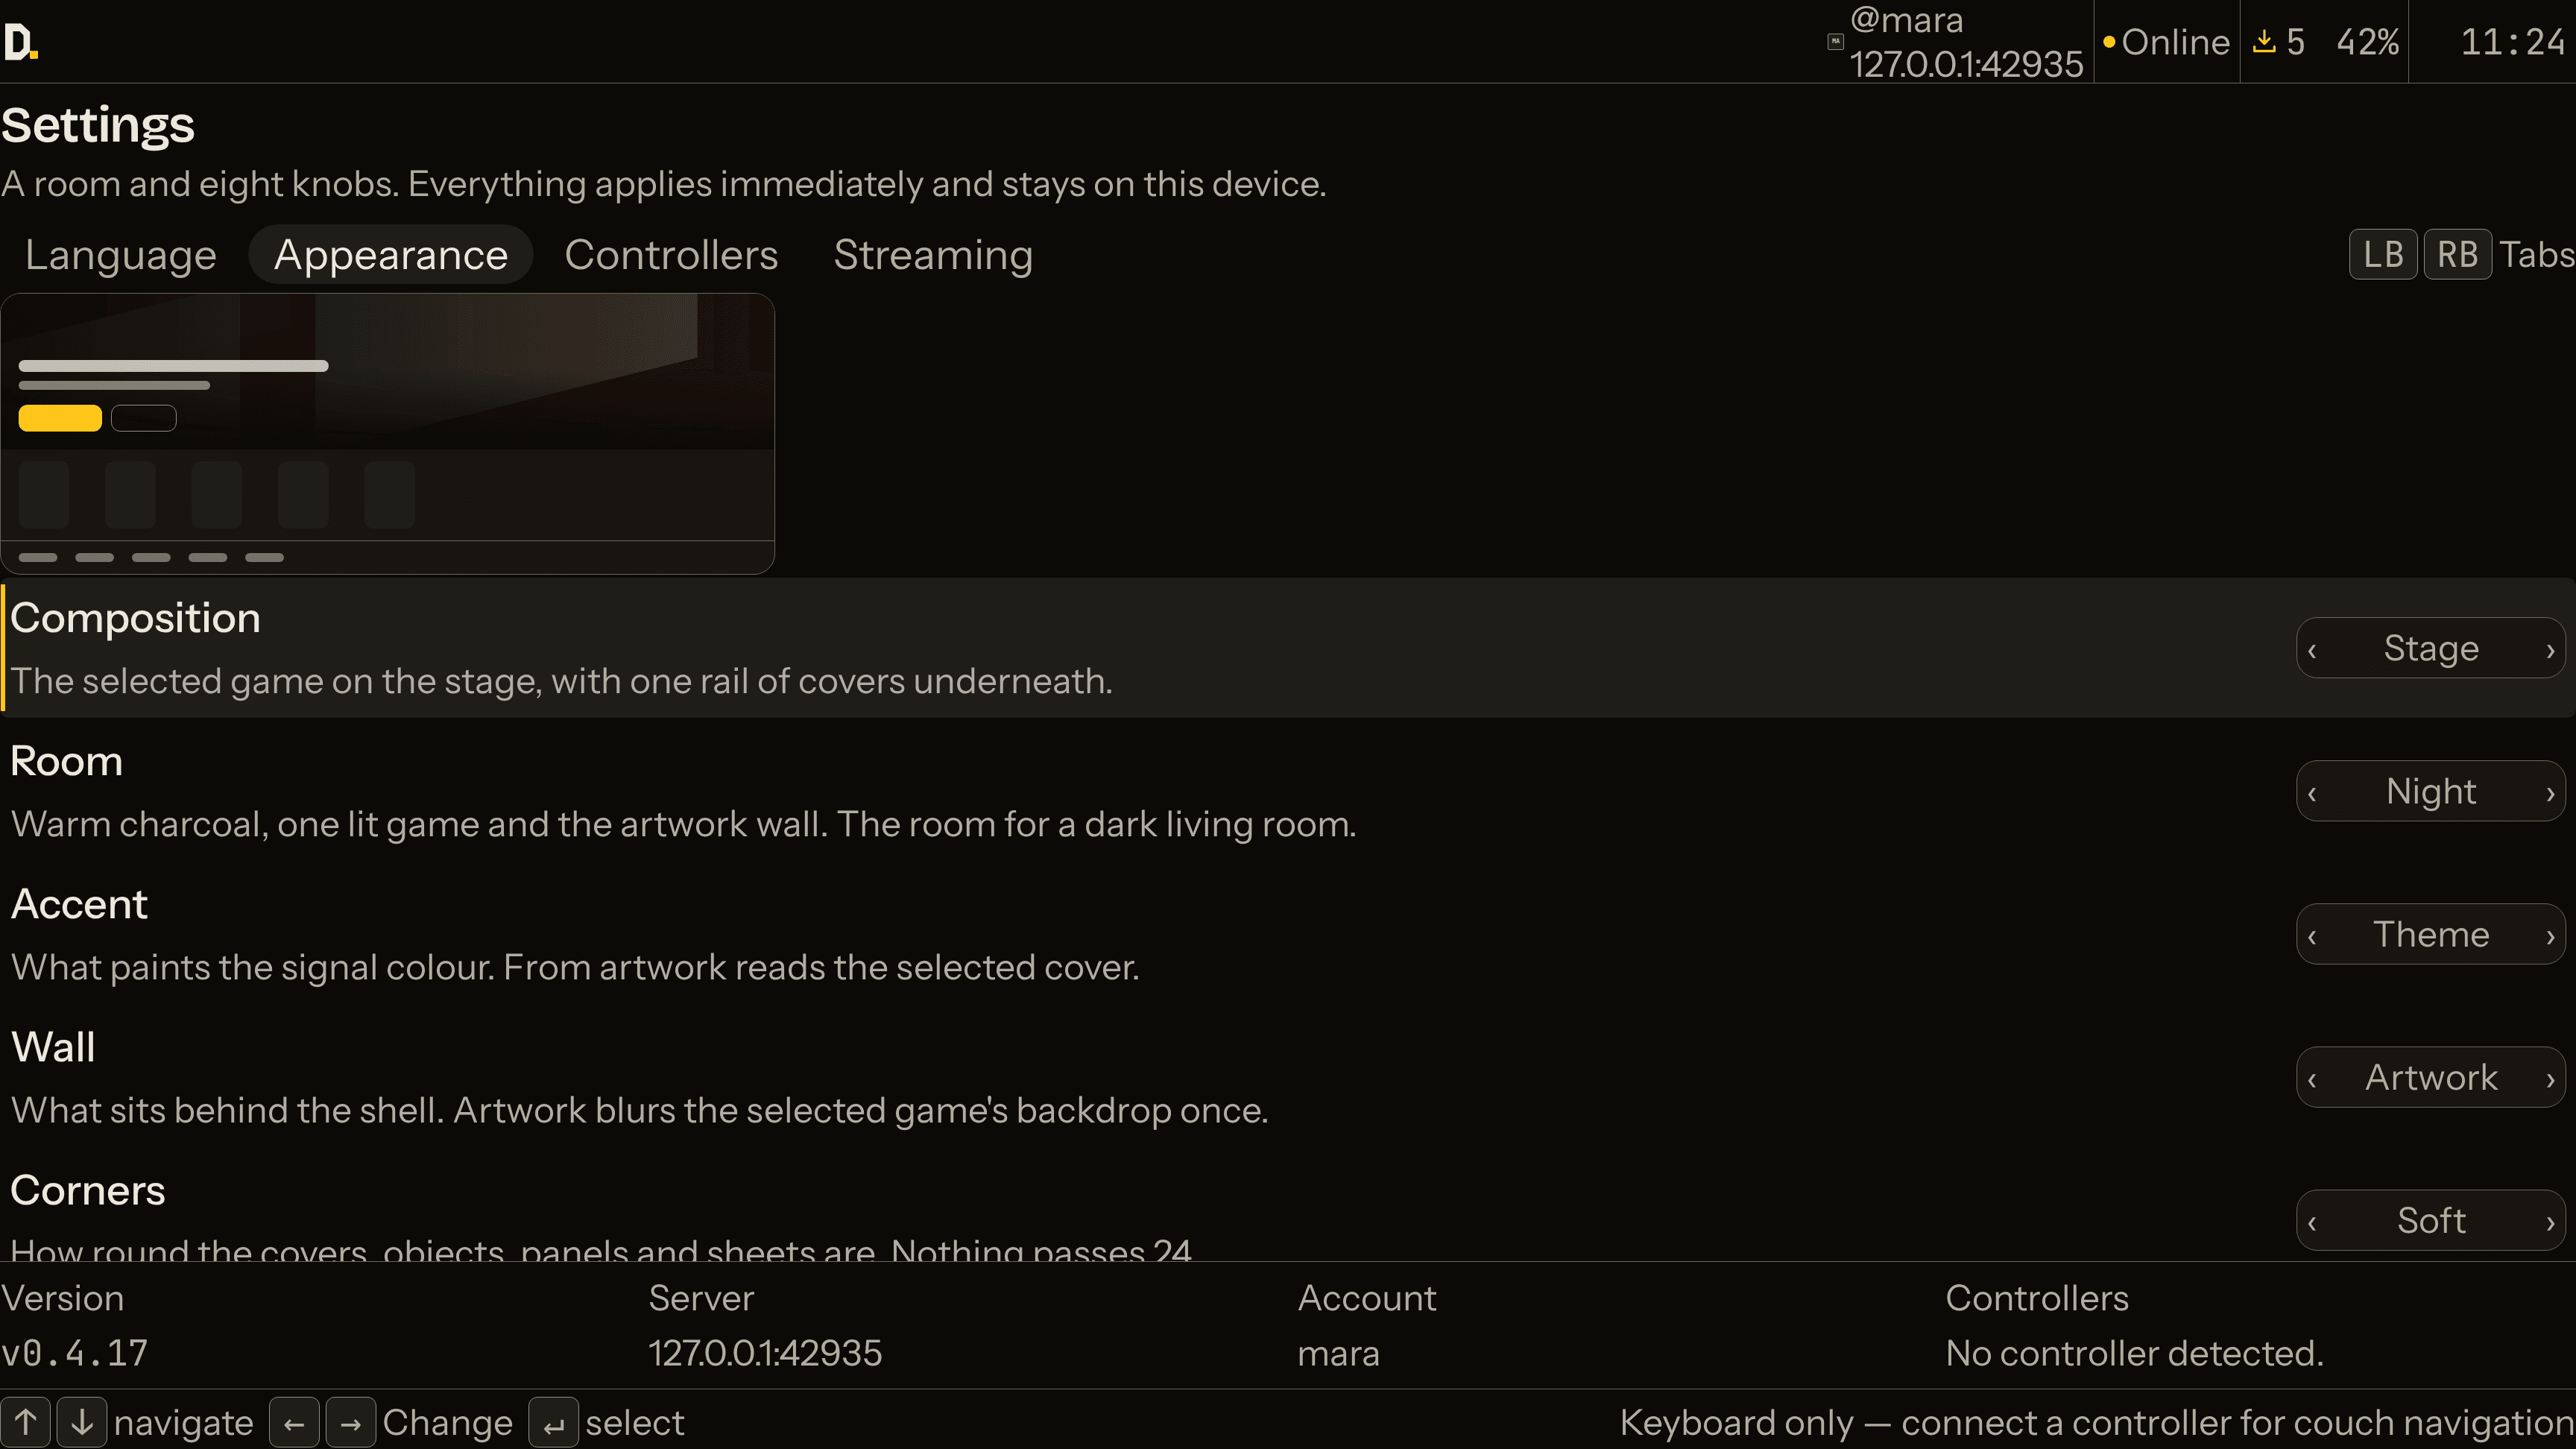 D.
@mara
127.0.0.1:42935
Online
5 42%
11:24
Settings
A room and eight knobs. Everything applies immediately and stays on this device.
Language Appearance Controllers Streaming
LB RB Tabs
Composition
The selected game on the stage, with one rail of covers underneath.
‹ Stage ›
Room
Warm charcoal, one lit game and the artwork wall. The room for a dark living room.
‹ Night ›
Accent
What paints the signal colour. From artwork reads the selected cover.
‹ Theme ›
Wall
What sits behind the shell. Artwork blurs the selected game's backdrop once.
‹ Artwork ›
Corners
How round the covers, objects, panels and sheets are. Nothing passes 24
‹ Soft ›
Version Server Account Controllers
v0.4.17 127.0.0.1:42935 mara No controller detected.
↑ ↓ navigate ← → Change ↵ select
Keyboard only — connect a controller for couch navigation